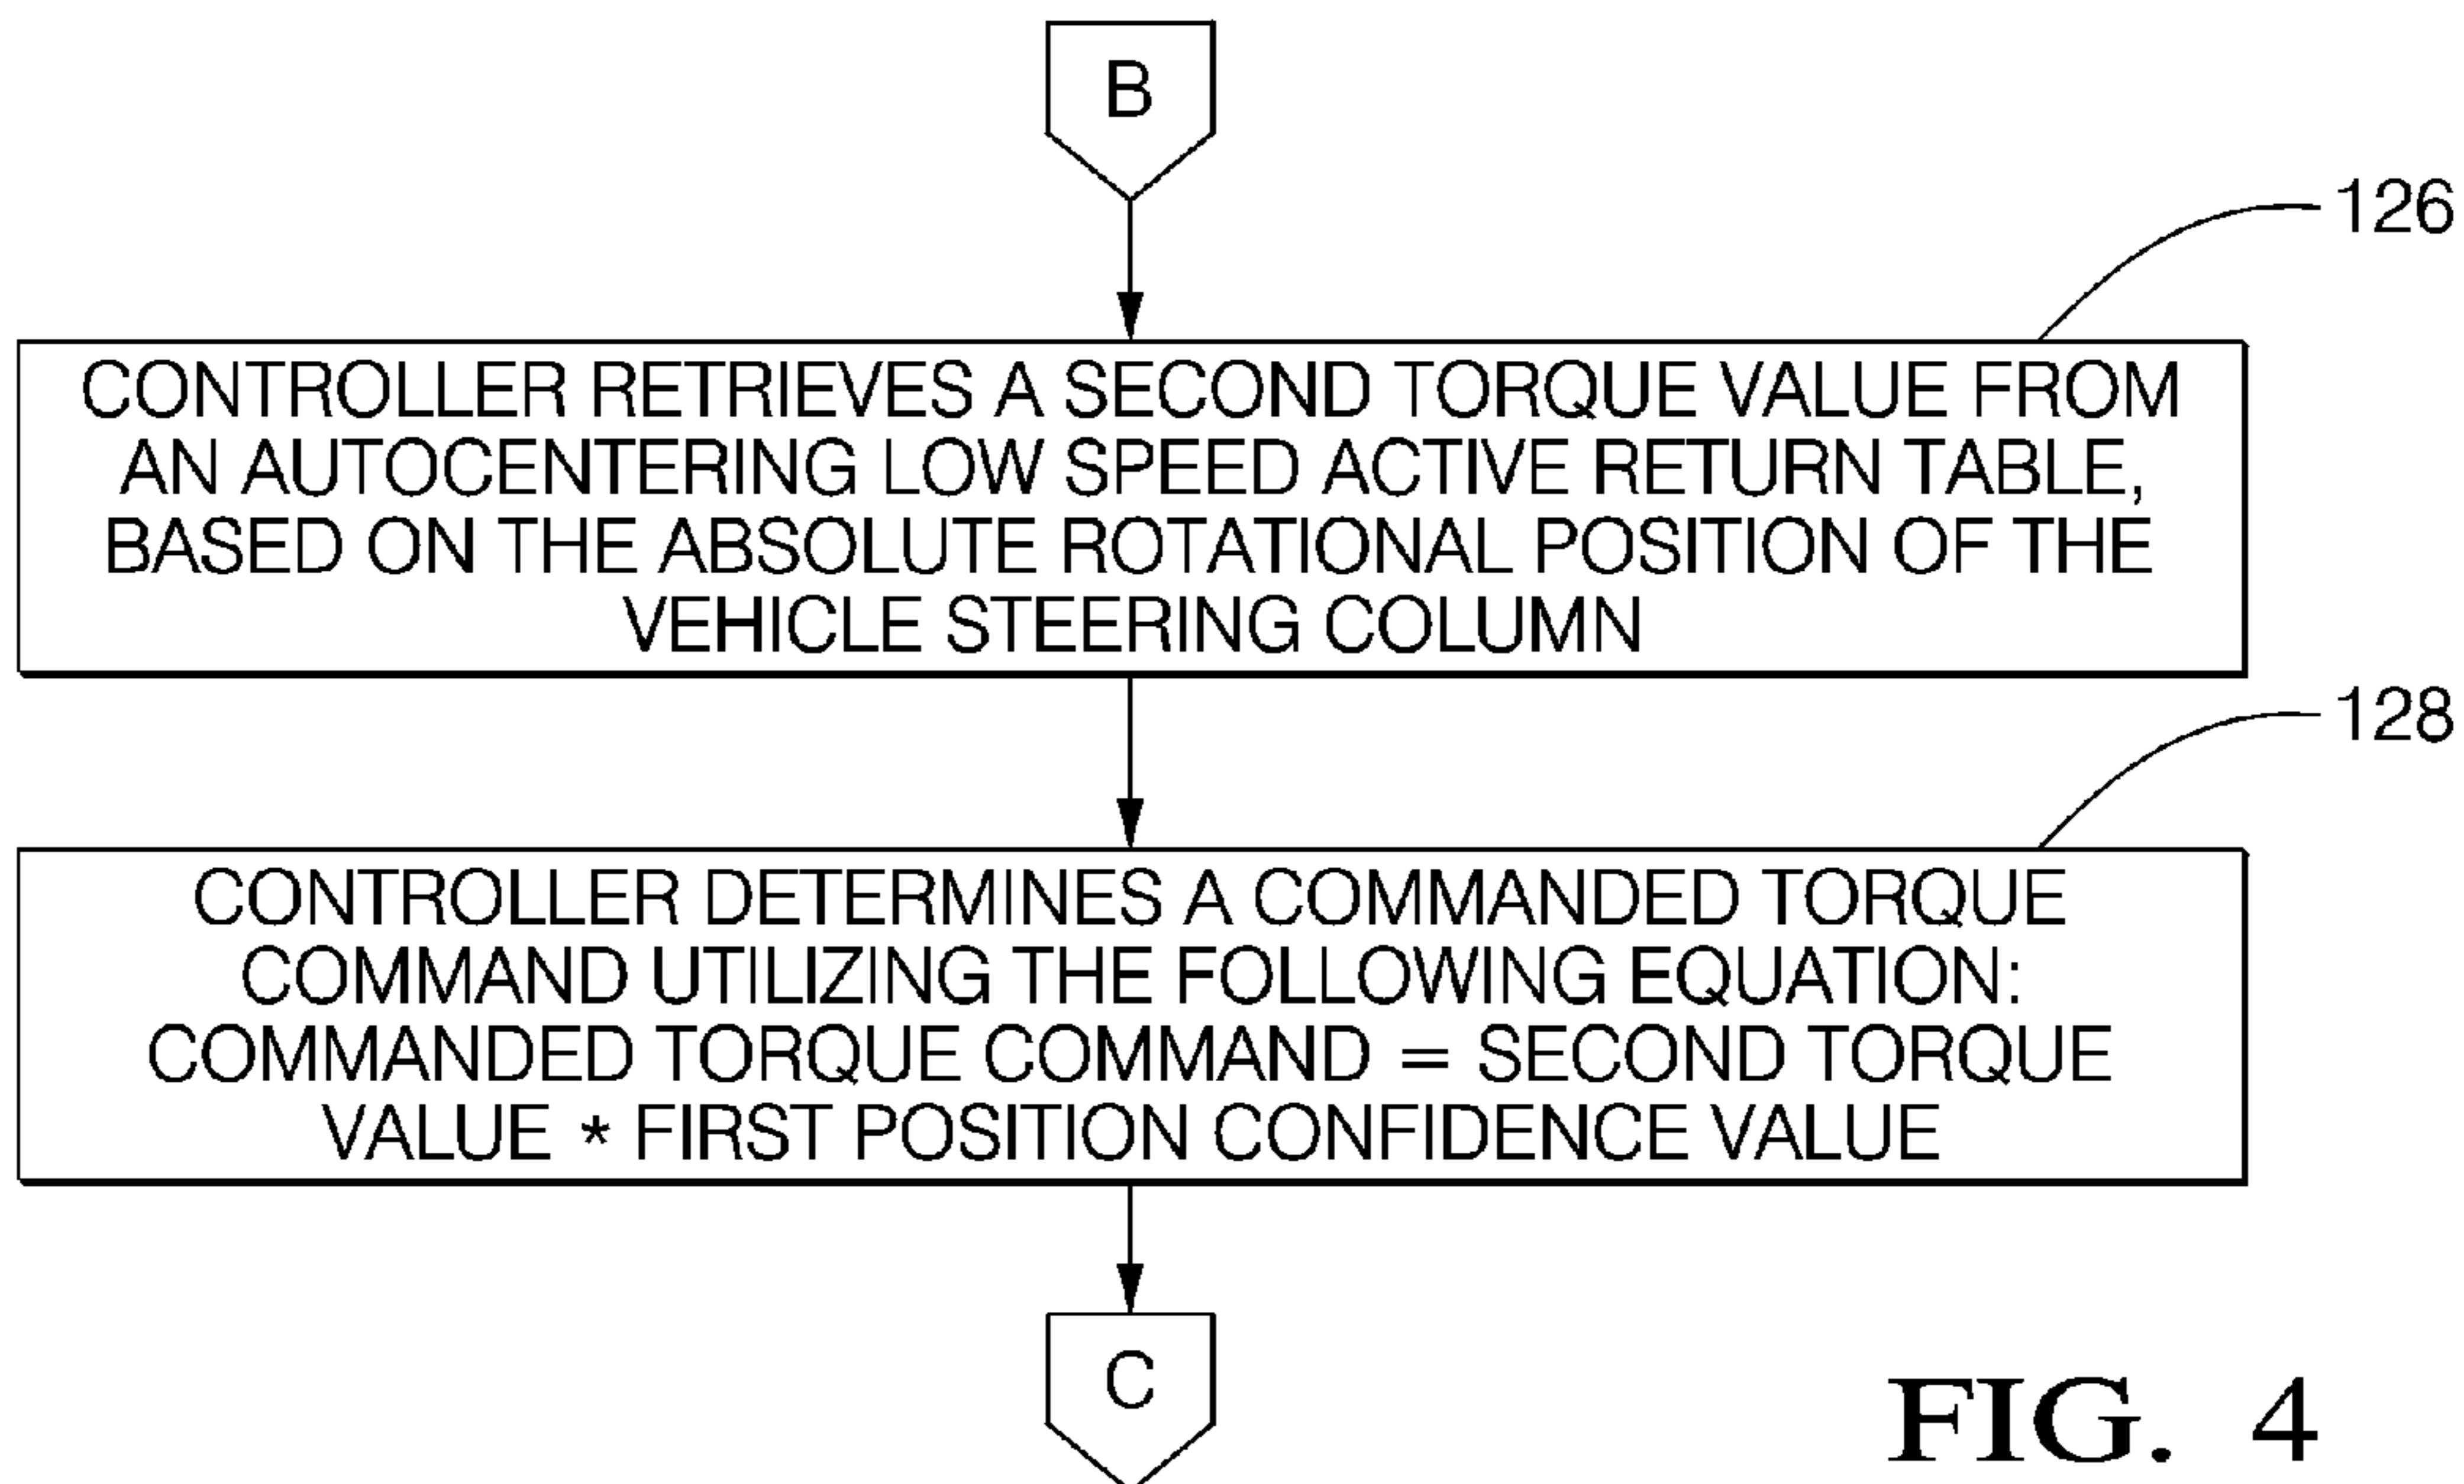 B
126
CONTROLLER RETRIEVES A SECOND TORQUE VALUE FROM
AN AUTOCENTERING LOW SPEED ACTIVE RETURN TABLE,
BASED ON THE ABSOLUTE ROTATIONAL POSITION OF THE
VEHICLE STEERING COLUMN
128
CONTROLLER DETERMINES A COMMANDED TORQUE
COMMAND UTILIZING THE FOLLOWING EQUATION:
COMMANDED TORQUE COMMAND = SECOND TORQUE
VALUE * FIRST POSITION CONFIDENCE VALUE
C
FIG. 4